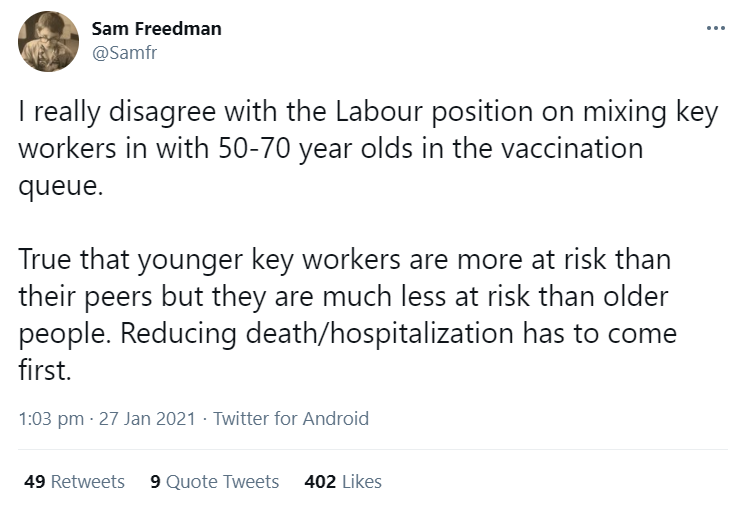 Sam Freedman
@Samfr
I really disagree with the Labour position on mixing key
workers in with 50-70 year olds in the vaccination
queue.
True that younger key workers are more at risk than
their peers but they are much less at risk than older
people. Reducing death/hospitalization has to come
first.
1:03 pm · 27 Jan 2021 · Twitter for Android
49 Retweets 9 Quote Tweets 402 Likes